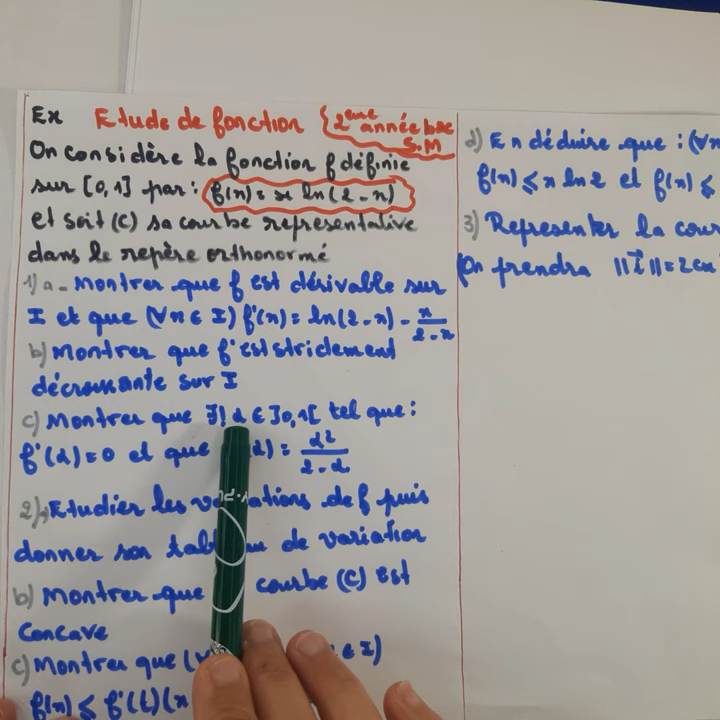 Ex Etude de fonction 2eme année bac S.M
On considère la fonction f définie
sur [0,1] par: f(x) = x ln(2-x)
et soit (C) sa courbe representative
dans le repère orthonormé
1) a - Montrer que f est dérivable sur
I et que (∀x ∈ I) f'(x) = ln(2-x) - x/(2-x)
b) Montrer que f' est strictement
décroissante sur I
c) Montrer que ∃! α ∈ ]0,1[ tel que:
f'(α) = 0 et que α) = α²/(2-α)
2) Etudier les variations de f puis
donner son tableau de variation
b) Montrer que courbe (C) est
concave
c) Montrer que ( ∈ I)
f(x) ≤ f'(t)(x
d) En déduire que : (∀x
f(x) ≤ x ln2 et f(x) ≤
3) Representer la cour
(On prendra ||i|| = 2cm